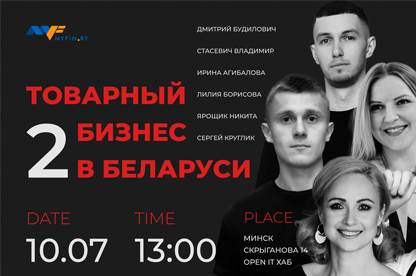 MYFIN.BY
ДМИТРИЙ БУДИЛОВИЧ
СТАСЕВИЧ ВЛАДИМИР
ИРИНА АГИБАЛОВА
ЛИЛИЯ БОРИСОВА
ЯРОЩИК НИКИТА
СЕРГЕЙ КРУГЛИК
ТОВАРНЫЙ
2 БИЗНЕС
В БЕЛАРУСИ
DATE
10.07
TIME
13:00
PLACE
МИНСК
СКРЫГАНОВА 14
OPEN IT ХАБ